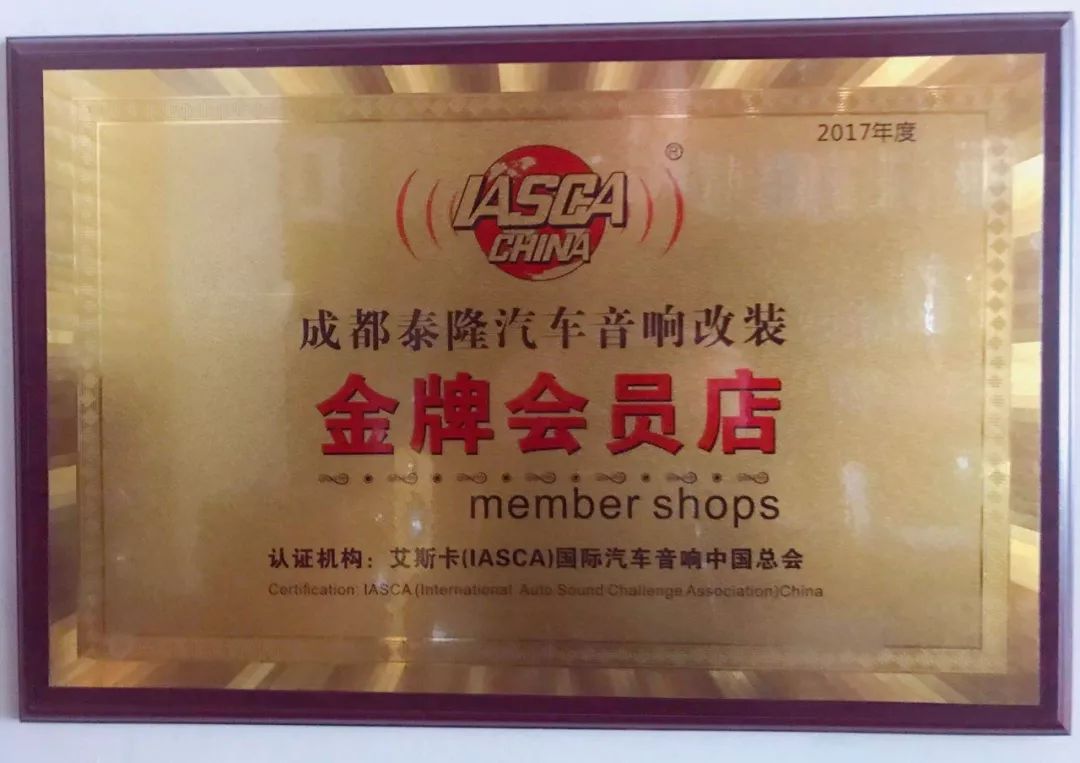 2017年度
®
IASCA
CHINA
成都泰隆汽车音响改装
金牌会员店
member shops
认证机构：艾斯卡(IASCA)国际汽车音响中国总会
Certification: IASCA (International Auto Sound Challenge Association)China